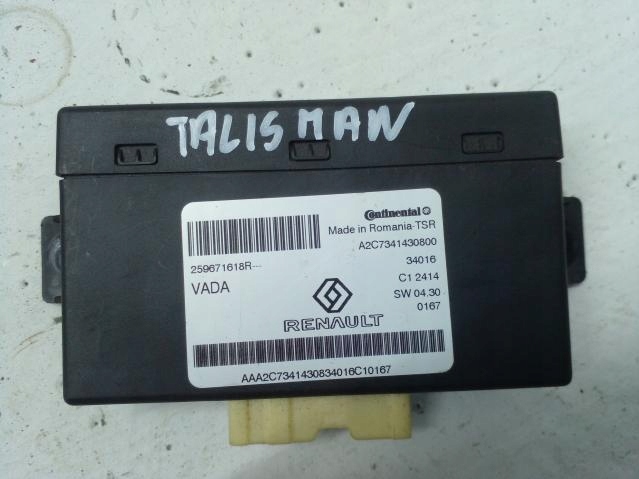 TALISMAN
Continental
Made in Romania-TSR
259671618R---
A2C7341430800
VADA
34016
C1 2414
SW 04.30
0167
RENAULT
AAA2C7341430834016C10167